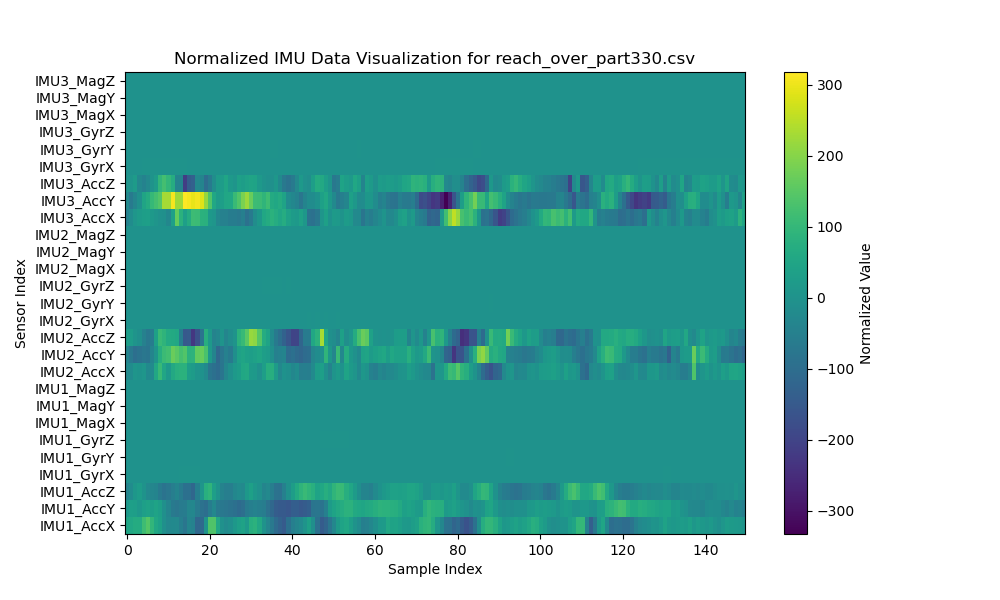 Normalized IMU Data Visualization for reach_over_part330.csv
IMU3_MagZ
IMU3_MagY
IMU3_MagX
IMU3_GyrZ
IMU3_GyrY
IMU3_GyrX
IMU3_AccZ
IMU3_AccY
IMU3_AccX
IMU2_MagZ
IMU2_MagY
IMU2_MagX
IMU2_GyrZ
IMU2_GyrY
IMU2_GyrX
IMU2_AccZ
IMU2_AccY
IMU2_AccX
IMU1_MagZ
IMU1_MagY
IMU1_MagX
IMU1_GyrZ
IMU1_GyrY
IMU1_GyrX
IMU1_AccZ
IMU1_AccY
IMU1_AccX
Sensor Index
0 20 40 60 80 100 120 140
Sample Index
300
200
100
0
−100
−200
−300
Normalized Value